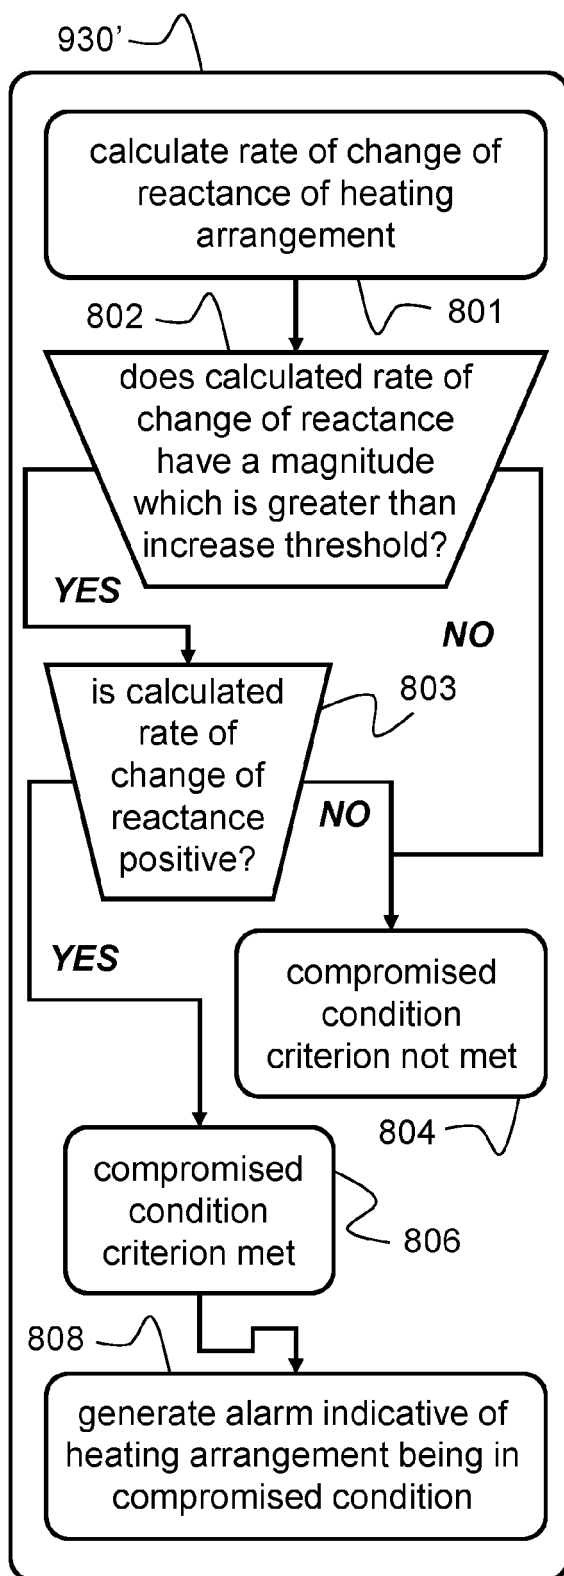 930’
calculate rate of change of
reactance of heating
arrangement
802
801
does calculated rate of
change of reactance
have a magnitude
which is greater than
increase threshold?
YES
NO
is calculated
rate of
change of
reactance
positive?
803
NO
YES
compromised
condition
criterion not met
804
compromised
condition
criterion met
806
808
generate alarm indicative of
heating arrangement being in
compromised condition